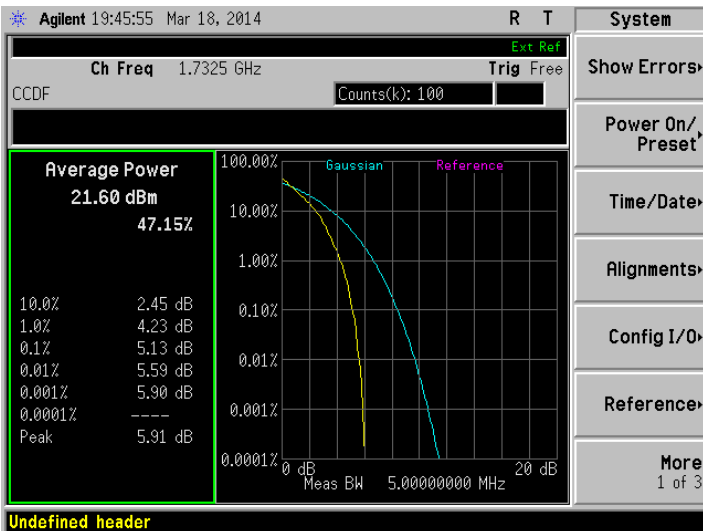 Agilent 19:45:55 Mar 18, 2014 R T
Ext Ref
Ch Freq 1.7325 GHz Trig Free
CCDF Counts(k): 100
Average Power
21.60 dBm
47.15%
10.0% 2.45 dB
1.0% 4.23 dB
0.1% 5.13 dB
0.01% 5.59 dB
0.001% 5.90 dB
0.0001% ----
Peak 5.91 dB
Gaussian Reference
100.00%
10.00%
1.00%
0.10%
0.01%
0.001%
0.0001%
0 dB 20 dB
Meas BW 5.00000000 MHz
System
Show Errors
Power On/
Preset
Time/Date
Alignments
Config I/O
Reference
More
1 of 3
Undefined header